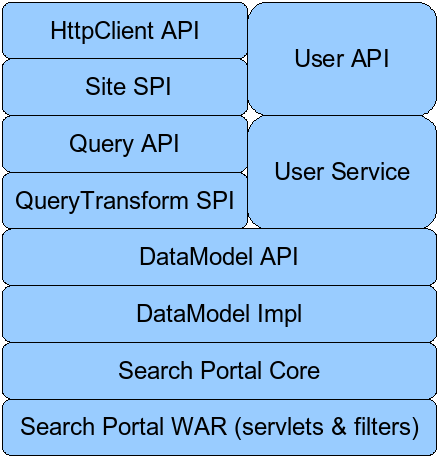 HttpClient API
User API
Site SPI
Query API
User Service
QueryTransform SPI
DataModel API
DataModel Impl
Search Portal Core
Search Portal WAR (servlets & filters)